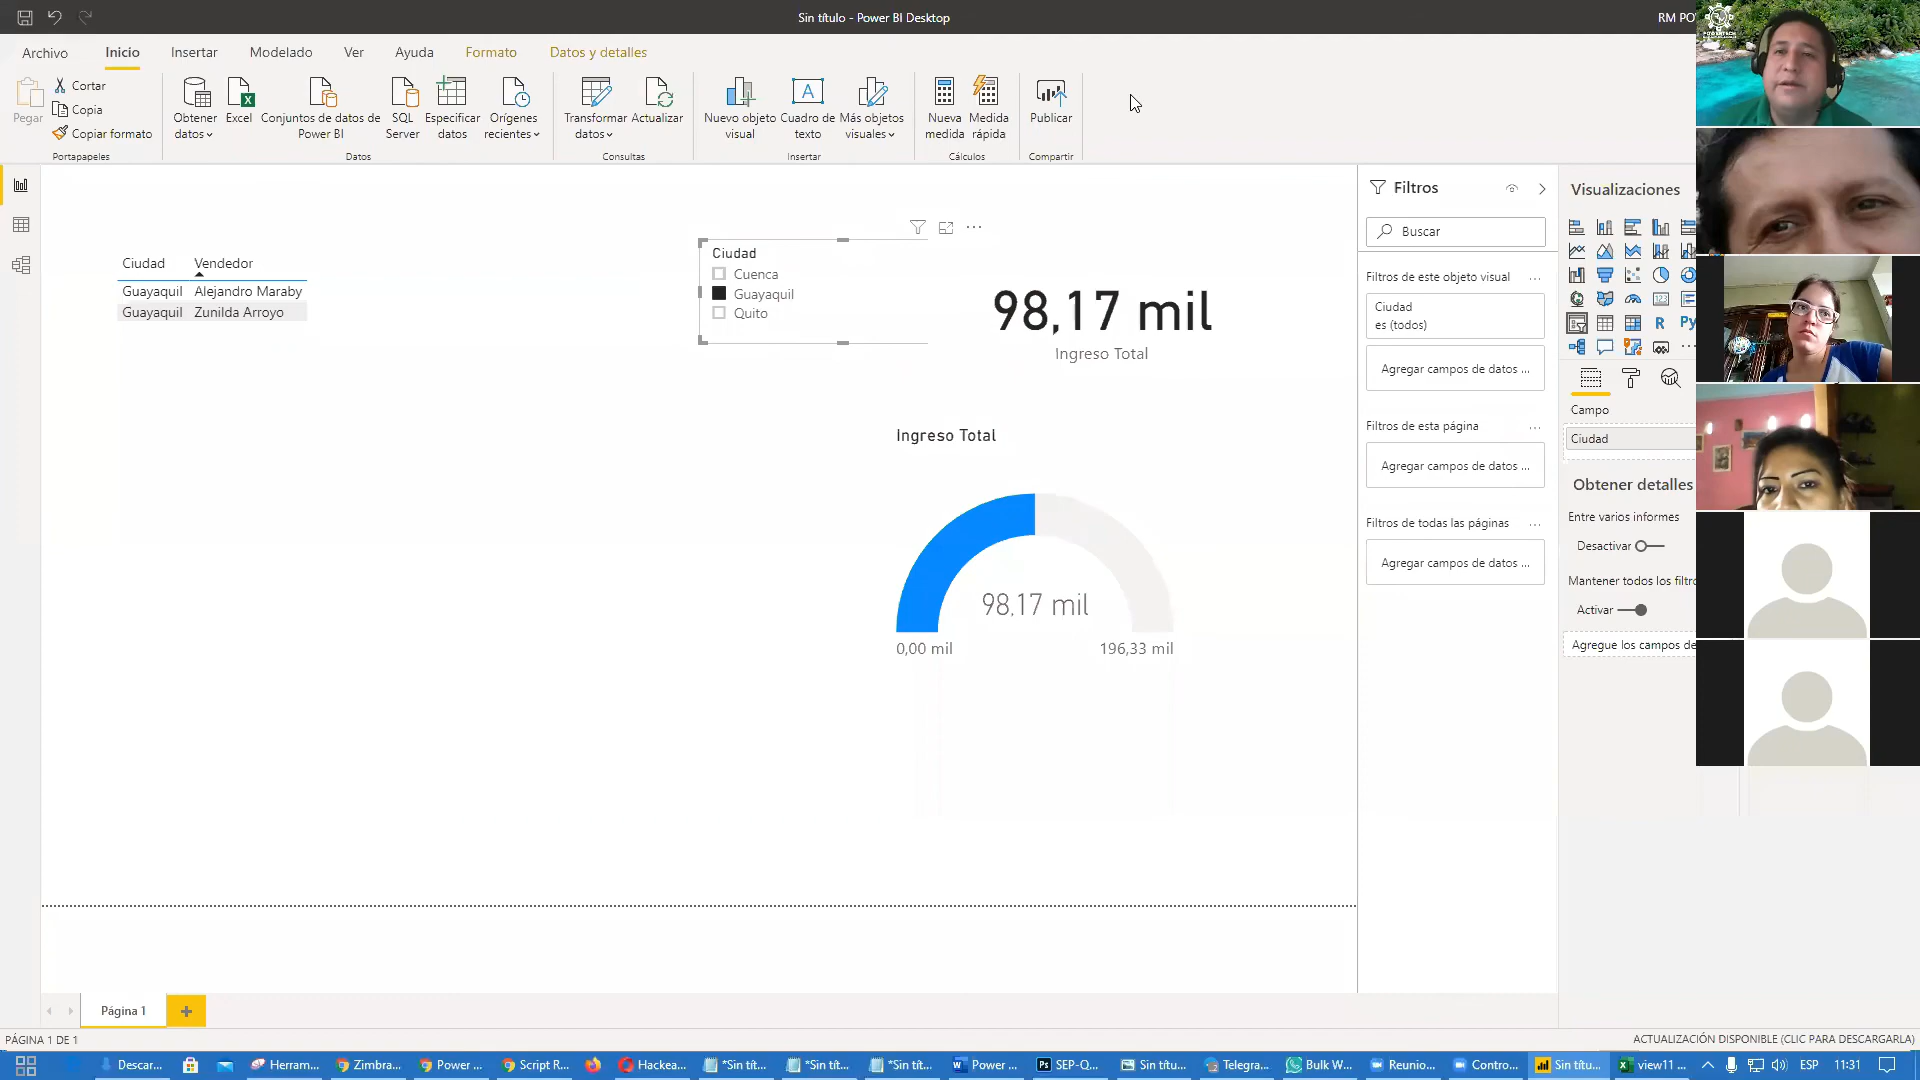 Sin título - Power BI Desktop
RM PO
Archivo
Inicio
Insertar
Modelado
Ver
Ayuda
Formato
Datos y detalles
Pegar
Cortar
Copia
Copiar formato
Portapapeles
Obtener
datos
Excel
Conjuntos de datos de
Power BI
SQL
Server
Especificar
datos
Orígenes
recientes
Datos
Transformar
datos
Actualizar
Consultas
Nuevo objeto
visual
Cuadro de
texto
Más objetos
visuales
Insertar
Nueva
medida
Medida
rápida
Cálculos
Publicar
Compartir
Ciudad Vendedor
Guayaquil Alejandro Maraby
Guayaquil Zunilda Arroyo
Ciudad
Cuenca
Guayaquil
Quito
98,17 mil
Ingreso Total
Ingreso Total
98,17 mil
0,00 mil
196,33 mil
Filtros
Buscar
Filtros de este objeto visual ...
Ciudad
es (todos)
Agregar campos de datos ...
Filtros de esta página ...
Agregar campos de datos ...
Filtros de todas las páginas ...
Agregar campos de datos ...
Visualizaciones
R
Py
Campo
Ciudad
Obtener detalles
Entre varios informes
Desactivar
Mantener todos los filtro
Activar
Agregue los campos de
Página 1
PÁGINA 1 DE 1
ACTUALIZACIÓN DISPONIBLE (CLIC PARA DESCARGARLA)
Descar...
Herram...
Zimbra...
Power ...
Script R...
Hackea...
*Sin tít...
*Sin tít...
*Sin tít...
Power ...
SEP-Q...
Sin títu...
Telegra...
Bulk W...
Reunio...
Contro...
Sin títu...
view11 ...
ESP
11:31